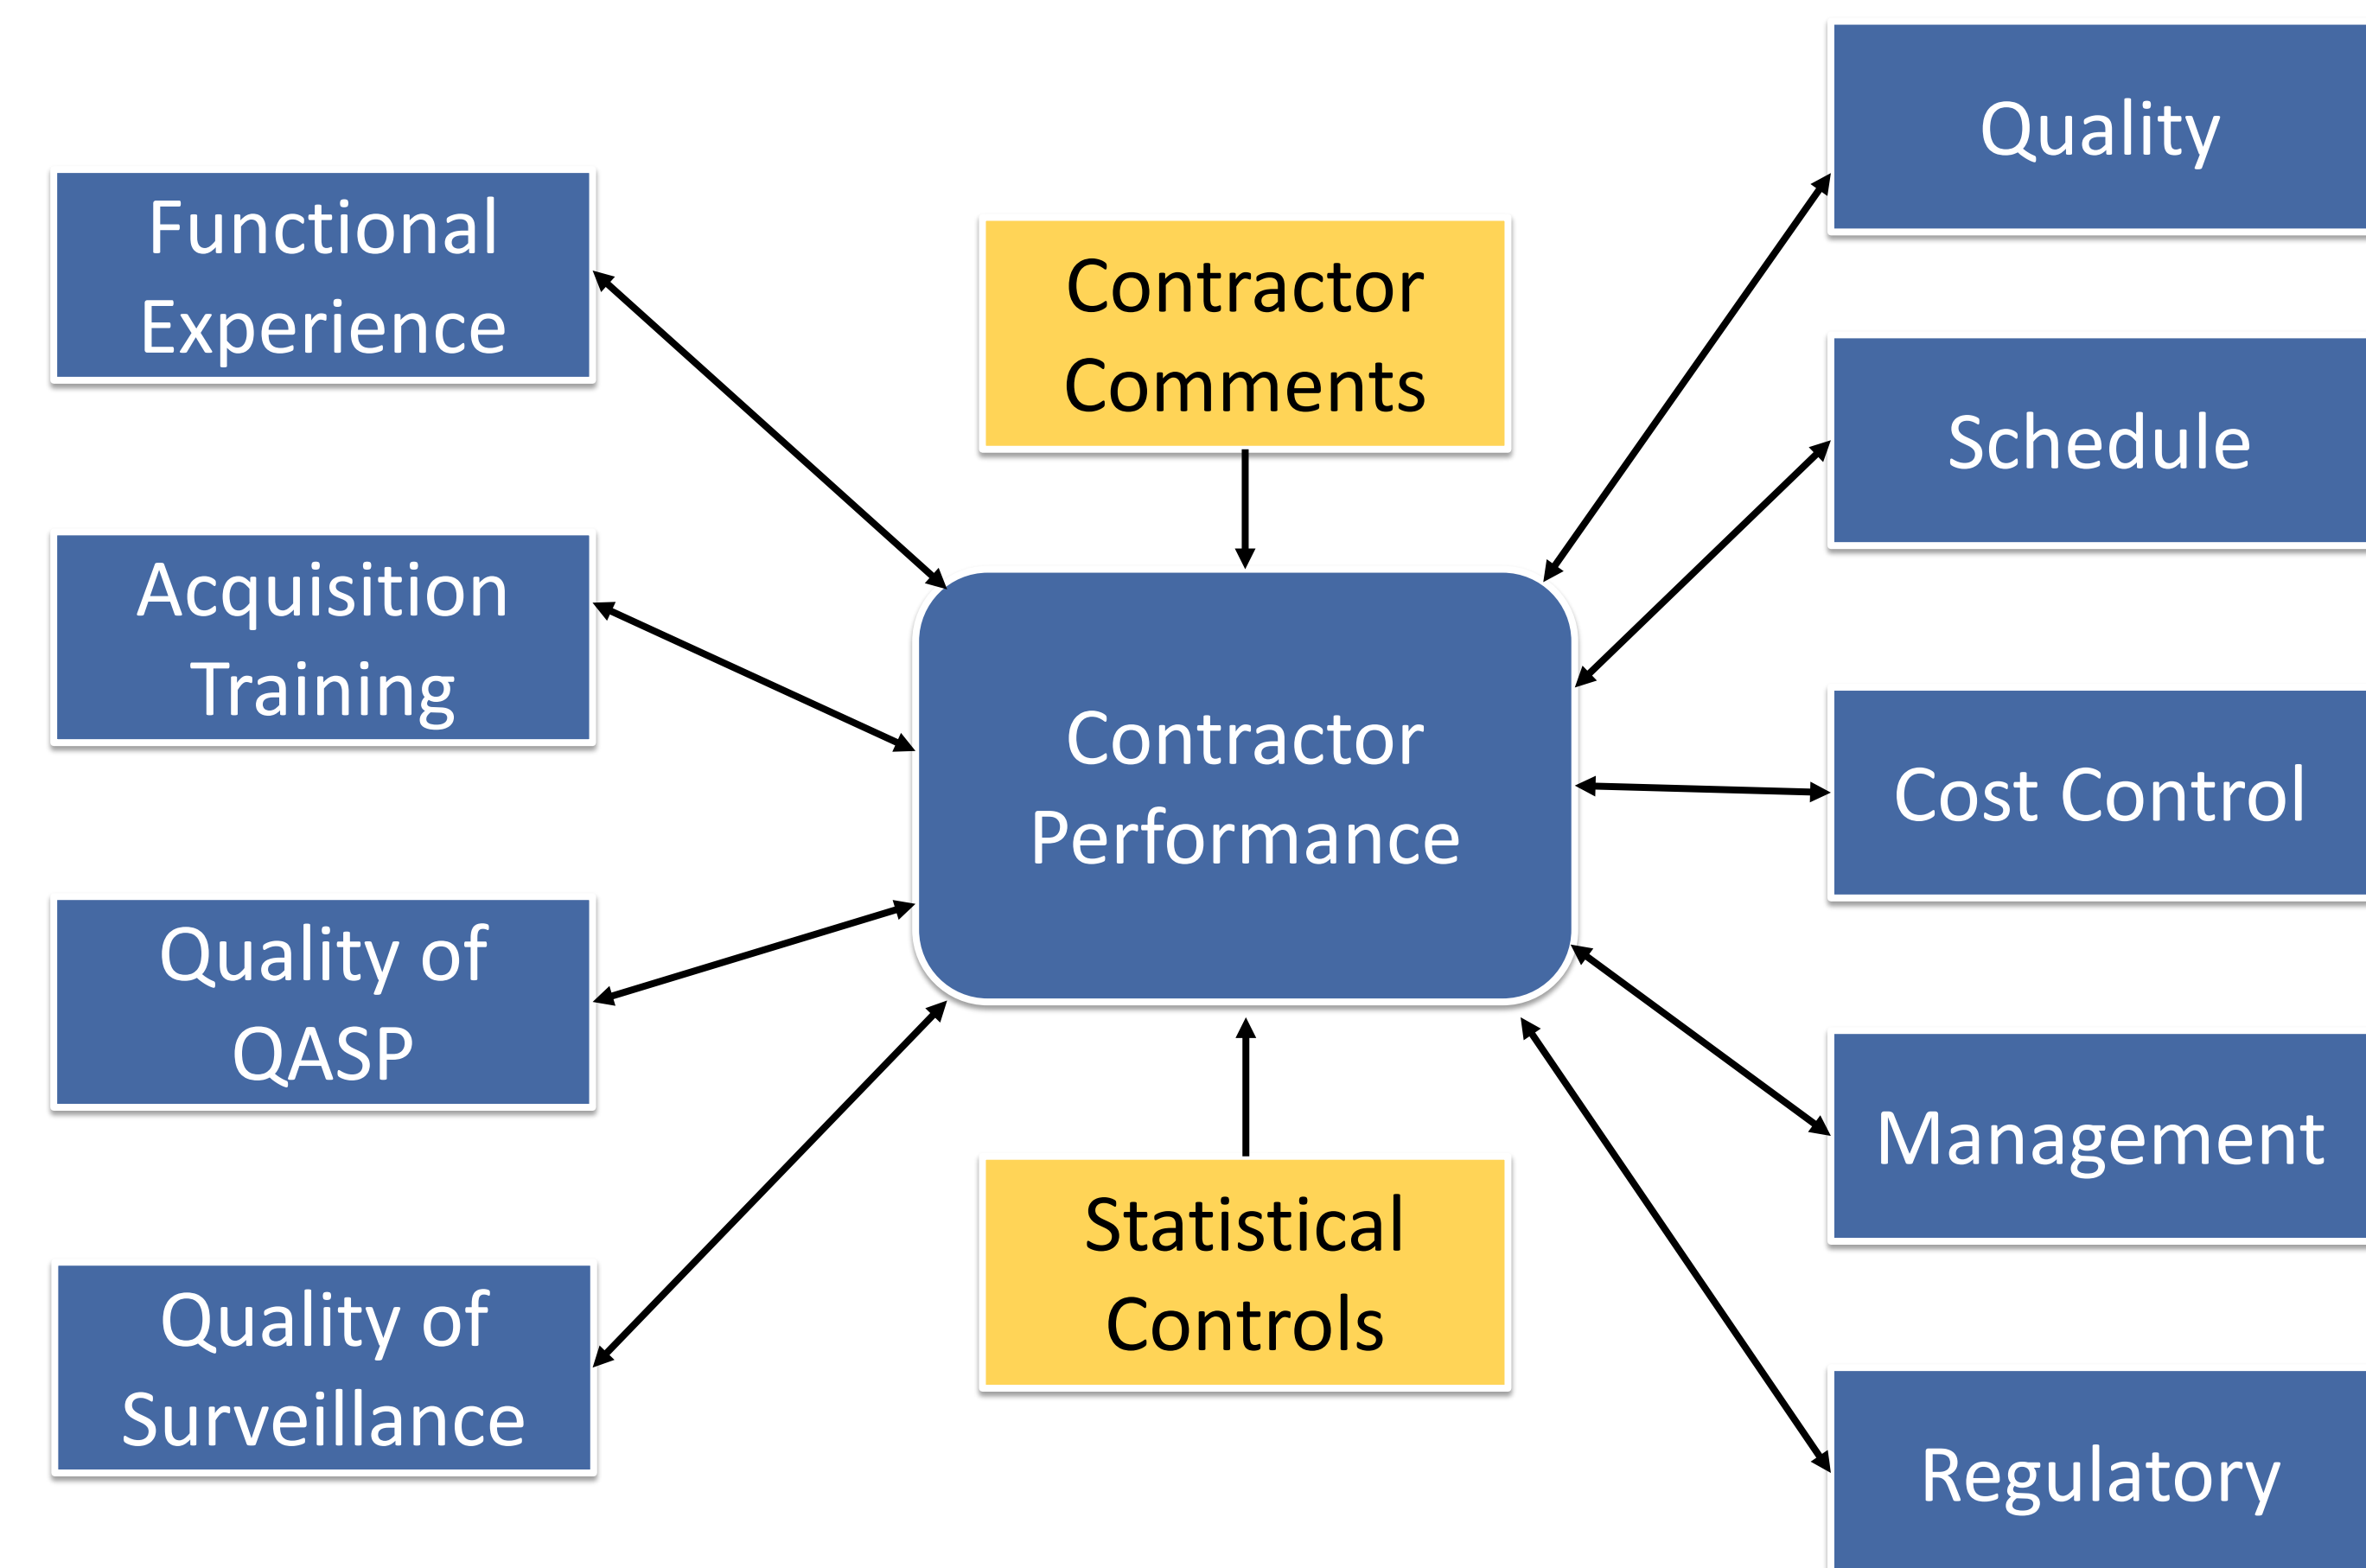 Functional
Experience
Acquisition
Training
Quality of
QASP
Quality of
Surveillance
Contractor
Comments
Contractor
Performance
Statistical
Controls
Quality
Schedule
Cost Control
Management
Regulatory